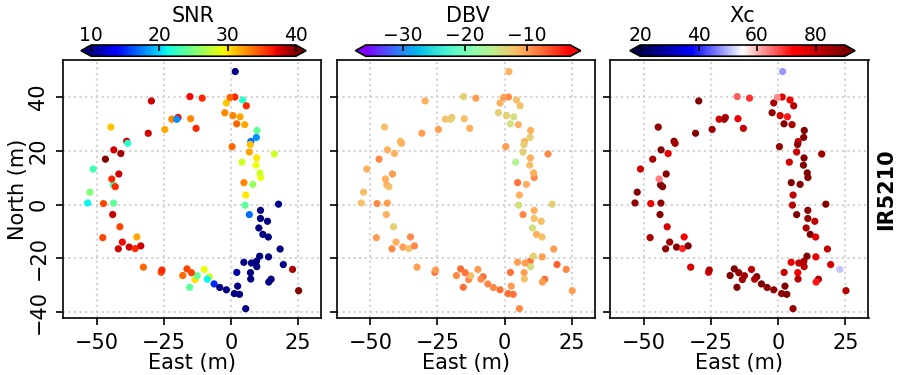 SNR DBV Xc
10 20 30 40 −30 −20 −10 20 40 60 80
40
20
0
−20
−40
North (m)
IR5210
−50 −25 0 25 −50 −25 0 25 −50 −25 0 25
East (m) East (m) East (m)